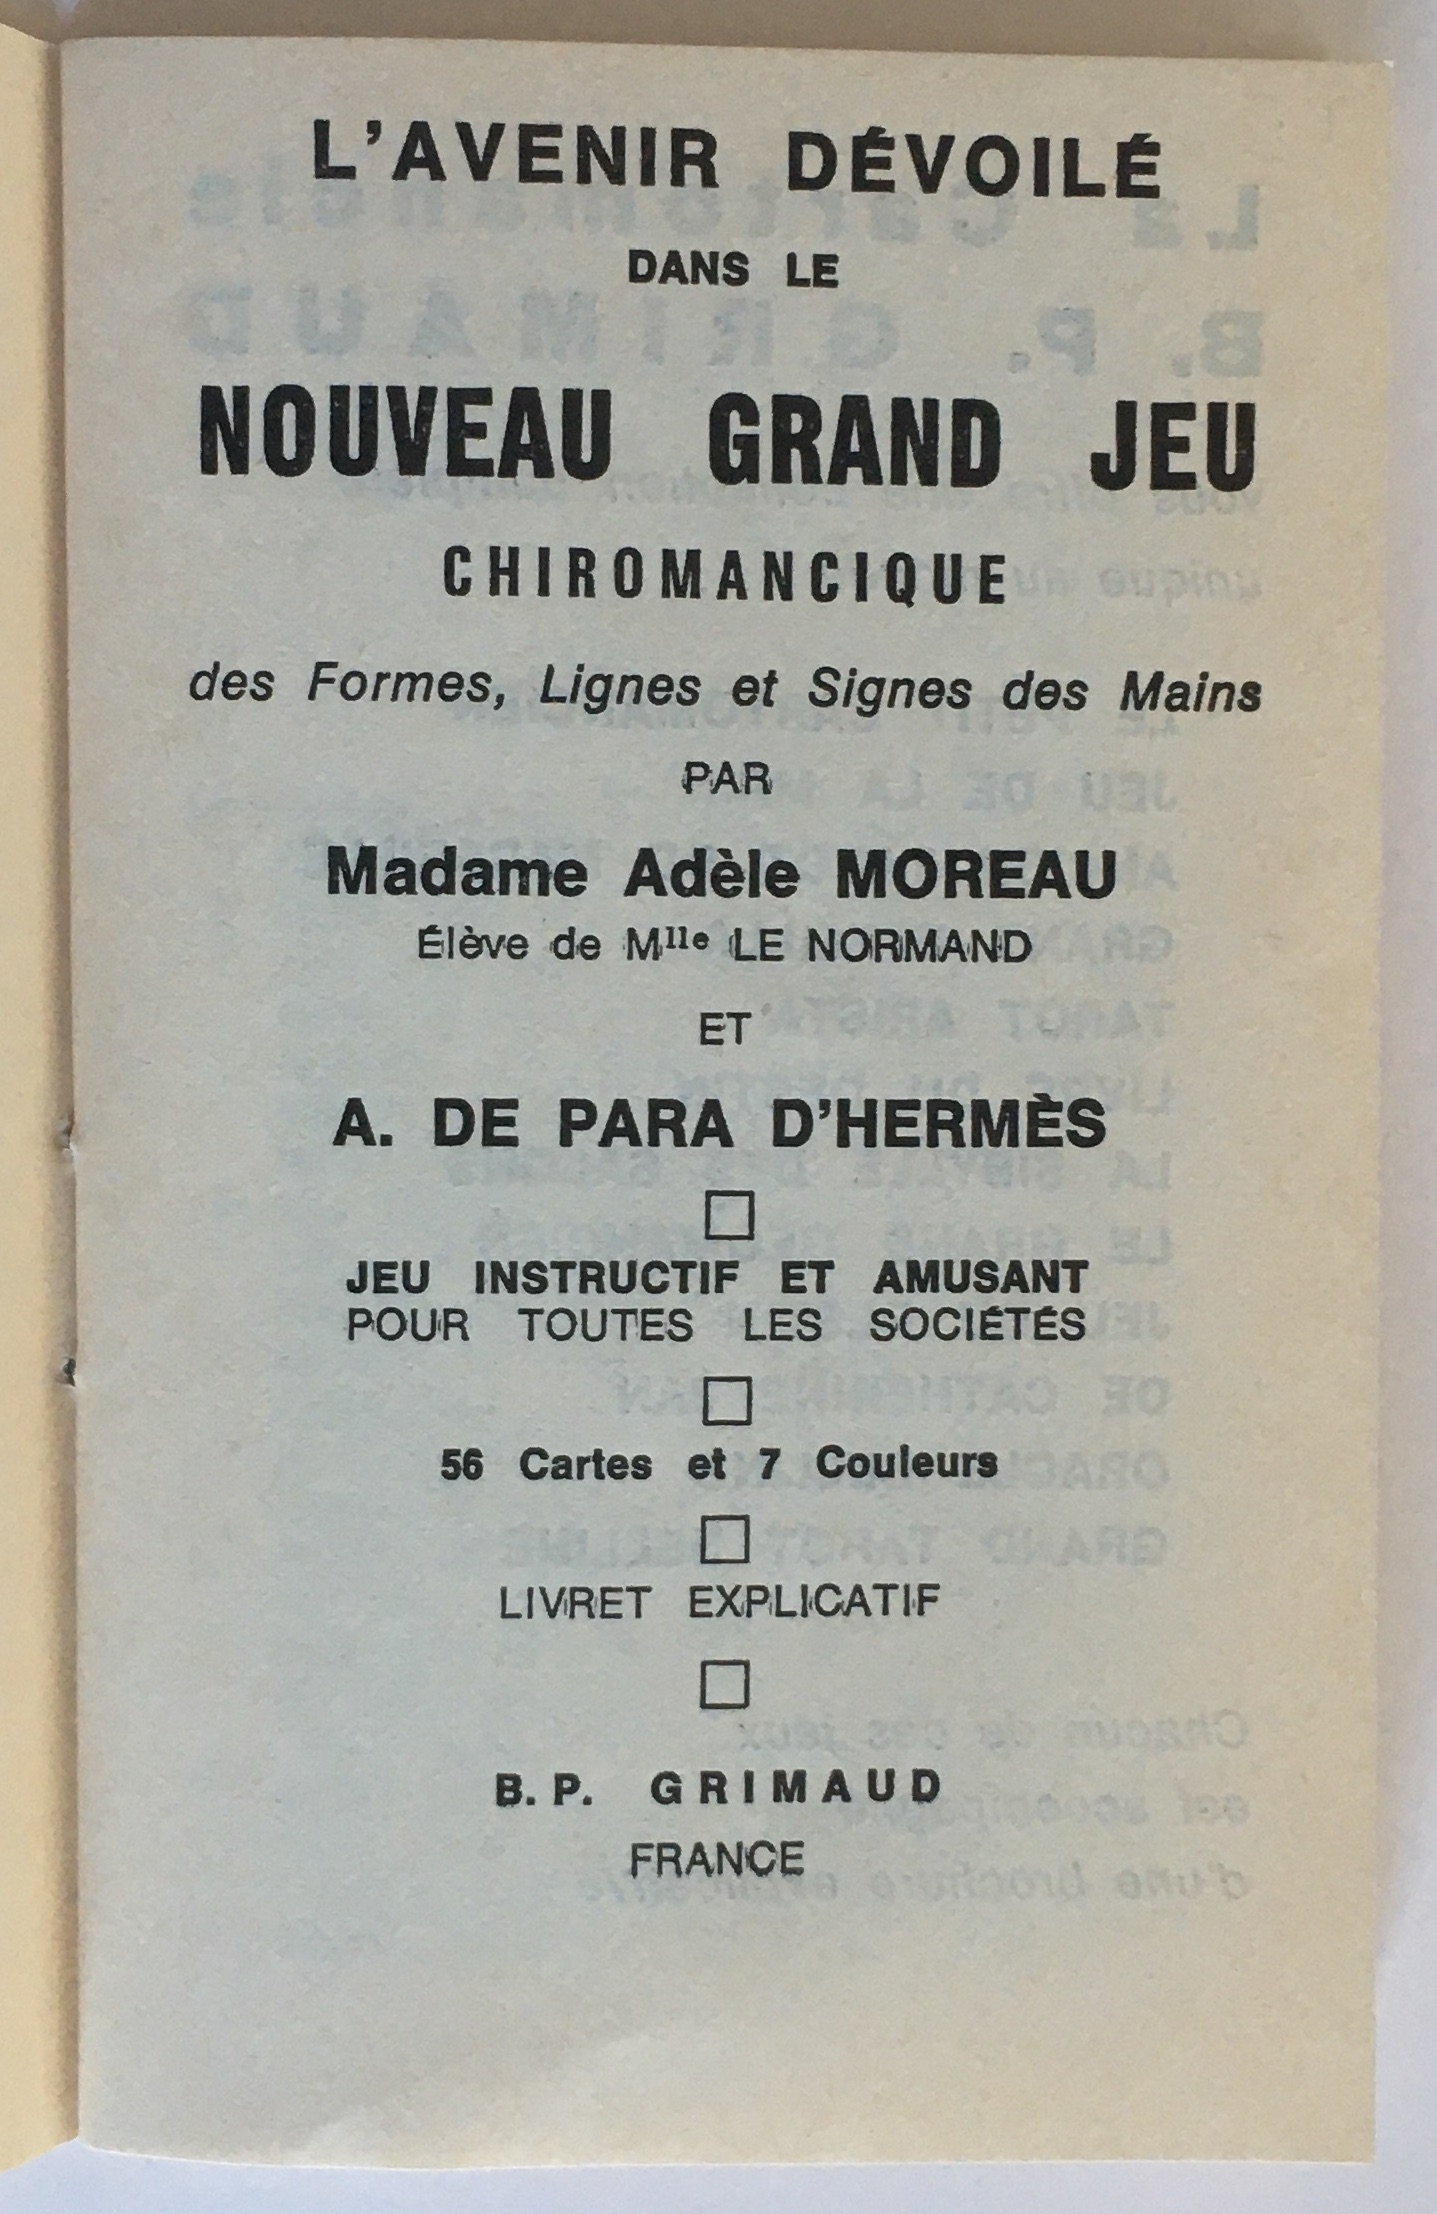 L'AVENIR DÉVOILÉ
DANS LE
NOUVEAU GRAND JEU
CHIROMANCIQUE
des Formes, Lignes et Signes des Mains
PAR
Madame Adèle MOREAU
Élève de Mlle LE NORMAND
ET
A. DE PARA D'HERMÈS
JEU INSTRUCTIF ET AMUSANT
POUR TOUTES LES SOCIÉTÉS
56 Cartes et 7 Couleurs
LIVRET EXPLICATIF
B. P. GRIMAUD
FRANCE